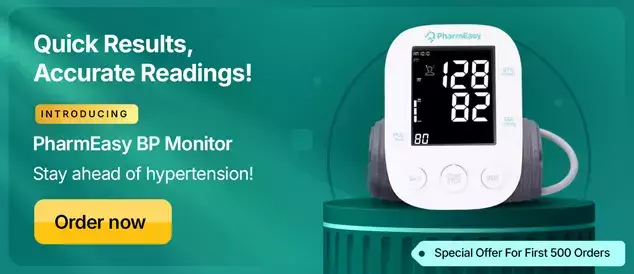 Quick Results,
Accurate Readings!
INTRODUCING
PharmEasy BP Monitor
Stay ahead of hypertension!
Order now
PharmEasy
128
82
80
Special Offer For First 500 Orders